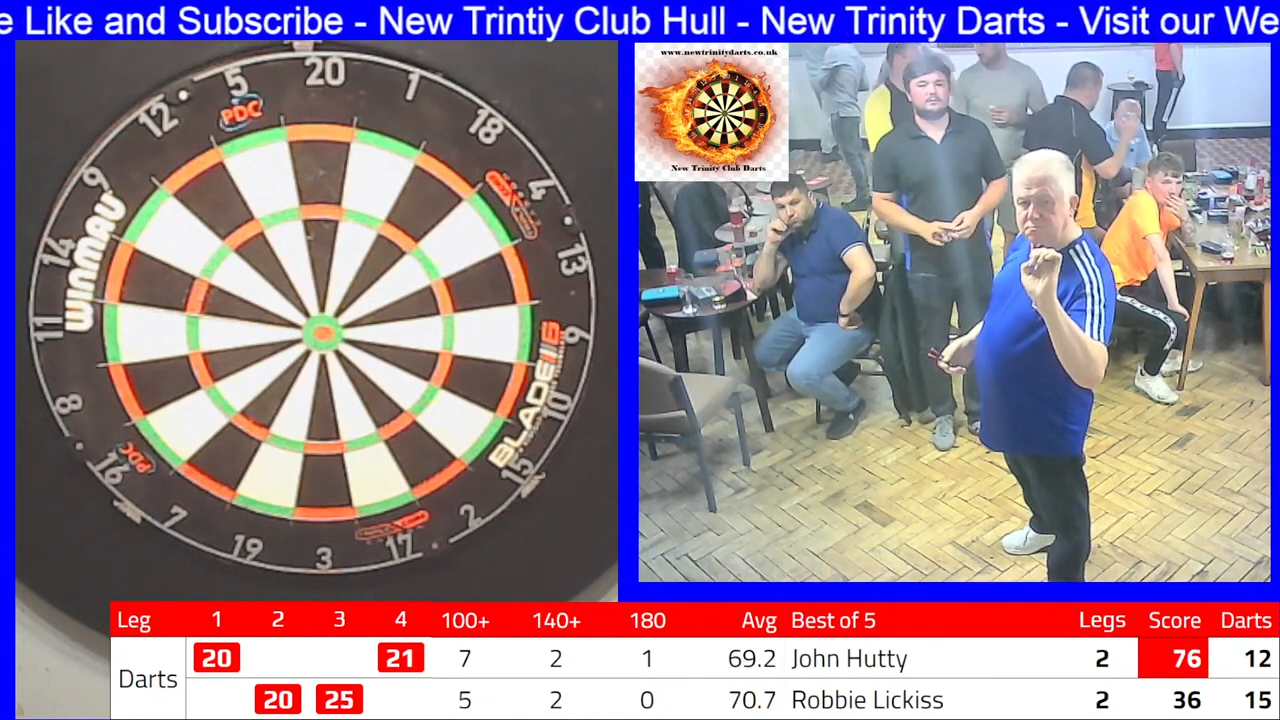 e Like and Subscribe - New Trintiy Club Hull - New Trinity Darts - Visit our We
www.newtrinitydarts.co.uk
New Trinity Club Darts
20
5
1
12
PDC
18
9
4
14
WINMAU
13
11
6
8
BLADE 6
10
16
PDC
15
7
2
19
3
17
Leg 1 2 3 4 100+ 140+ 180 Avg Best of 5 Legs Score Darts
Darts
20 21 7 2 1 69.2 John Hutty 2 76 12
20 25 5 2 0 70.7 Robbie Lickiss 2 36 15